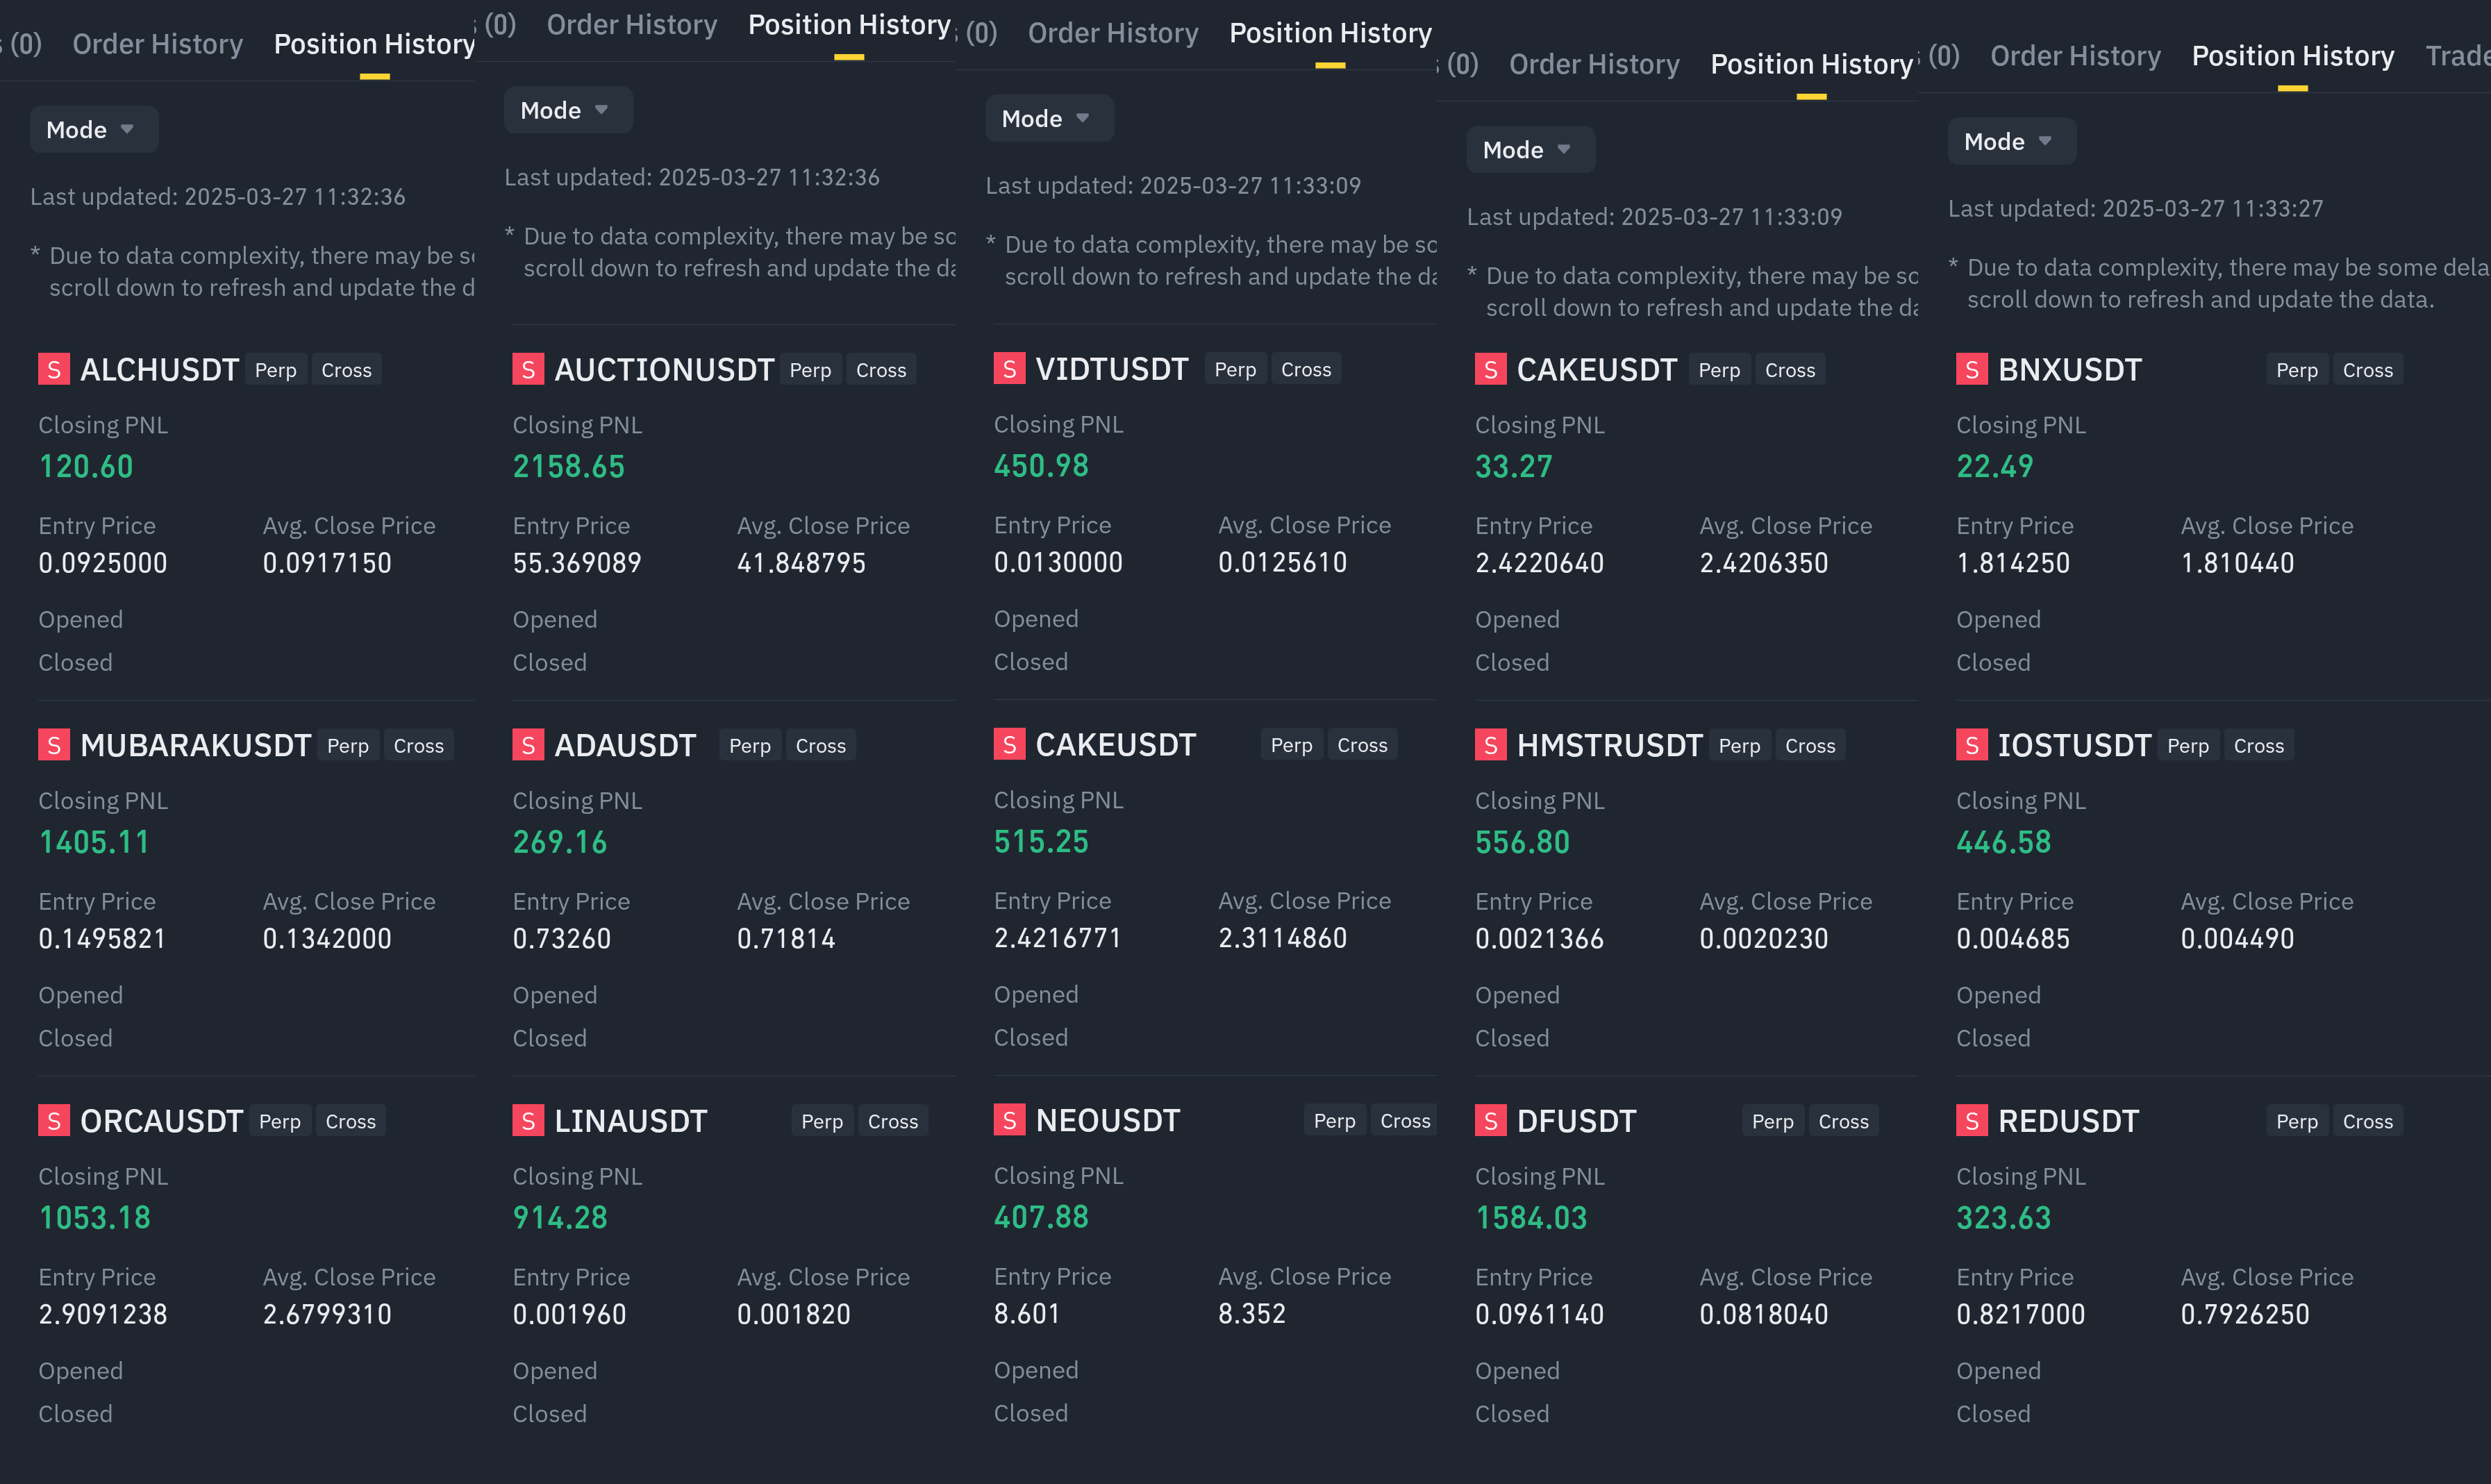 s (0) Order History Position History
Mode
Last updated: 2025-03-27 11:32:36
* Due to data complexity, there may be so
scroll down to refresh and update the d
S ALCHUSDT Perp Cross
Closing PNL
120.60
Entry Price Avg. Close Price
0.0925000 0.0917150
Opened
Closed
S MUBARAKUSDT Perp Cross
Closing PNL
1405.11
Entry Price Avg. Close Price
0.1495821 0.1342000
Opened
Closed
S ORCAUSDT Perp Cross
Closing PNL
1053.18
Entry Price Avg. Close Price
2.9091238 2.6799310
Opened
Closed
s (0) Order History Position History
Mode
Last updated: 2025-03-27 11:32:36
* Due to data complexity, there may be so
scroll down to refresh and update the da
S AUCTIONUSDT Perp Cross
Closing PNL
2158.65
Entry Price Avg. Close Price
55.369089 41.848795
Opened
Closed
S ADAUSDT Perp Cross
Closing PNL
269.16
Entry Price Avg. Close Price
0.73260 0.71814
Opened
Closed
S LINAUSDT Perp Cross
Closing PNL
914.28
Entry Price Avg. Close Price
0.001960 0.001820
Opened
Closed
s (0) Order History Position History
Mode
Last updated: 2025-03-27 11:33:09
* Due to data complexity, there may be so
scroll down to refresh and update the da
S VIDTUSDT Perp Cross
Closing PNL
450.98
Entry Price Avg. Close Price
0.0130000 0.0125610
Opened
Closed
S CAKEUSDT Perp Cross
Closing PNL
515.25
Entry Price Avg. Close Price
2.4216771 2.3114860
Opened
Closed
S NEOUSDT Perp Cross
Closing PNL
407.88
Entry Price Avg. Close Price
8.601 8.352
Opened
Closed
s (0) Order History Position History
Mode
Last updated: 2025-03-27 11:33:09
* Due to data complexity, there may be so
scroll down to refresh and update the da
S CAKEUSDT Perp Cross
Closing PNL
33.27
Entry Price Avg. Close Price
2.4220640 2.4206350
Opened
Closed
S HMSTRUSDT Perp Cross
Closing PNL
556.80
Entry Price Avg. Close Price
0.0021366 0.0020230
Opened
Closed
S DFUSDT Perp Cross
Closing PNL
1584.03
Entry Price Avg. Close Price
0.0961140 0.0818040
Opened
Closed
s (0) Order History Position History Trade
Mode
Last updated: 2025-03-27 11:33:27
* Due to data complexity, there may be some dela
scroll down to refresh and update the data.
S BNXUSDT Perp Cross
Closing PNL
22.49
Entry Price Avg. Close Price
1.814250 1.810440
Opened
Closed
S IOSTUSDT Perp Cross
Closing PNL
446.58
Entry Price Avg. Close Price
0.004685 0.004490
Opened
Closed
S REDUSDT Perp Cross
Closing PNL
323.63
Entry Price Avg. Close Price
0.8217000 0.7926250
Opened
Closed